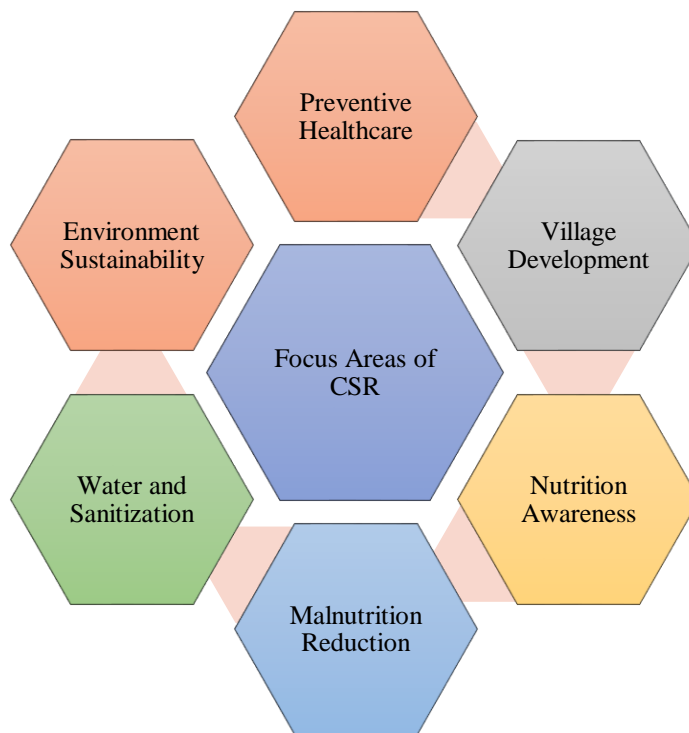 Preventive
Healthcare
Environment
Sustainability
Village
Development
Focus Areas of
CSR
Water and
Sanitization
Nutrition
Awareness
Malnutrition
Reduction